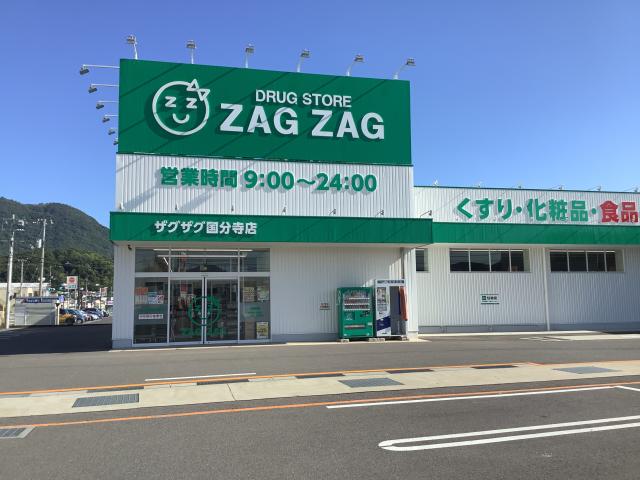 DRUG STORE
ZAG ZAG
営業時間 9:00～24:00
くすり・化粧品・食品
ザグザグ国分寺店